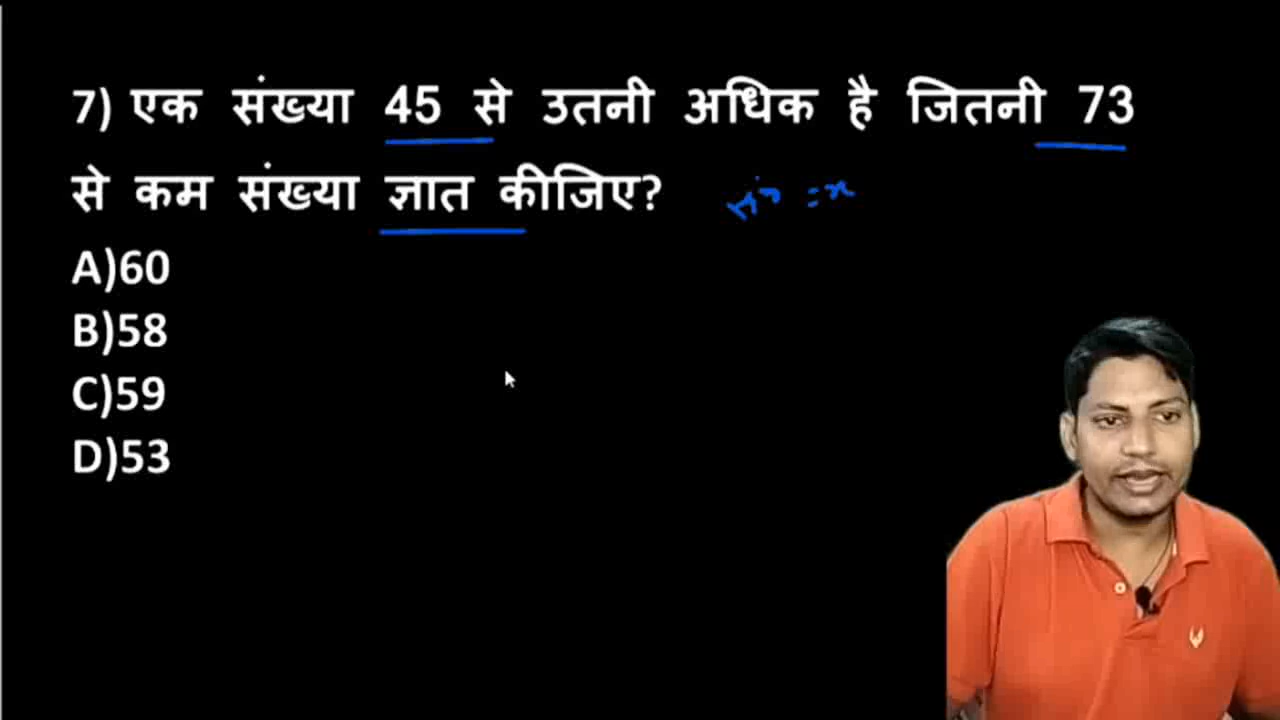 7) एक संख्या 45 से उतनी अधिक है जितनी 73
से कम संख्या ज्ञात कीजिए?
= x
A)60
B)58
C)59
D)53